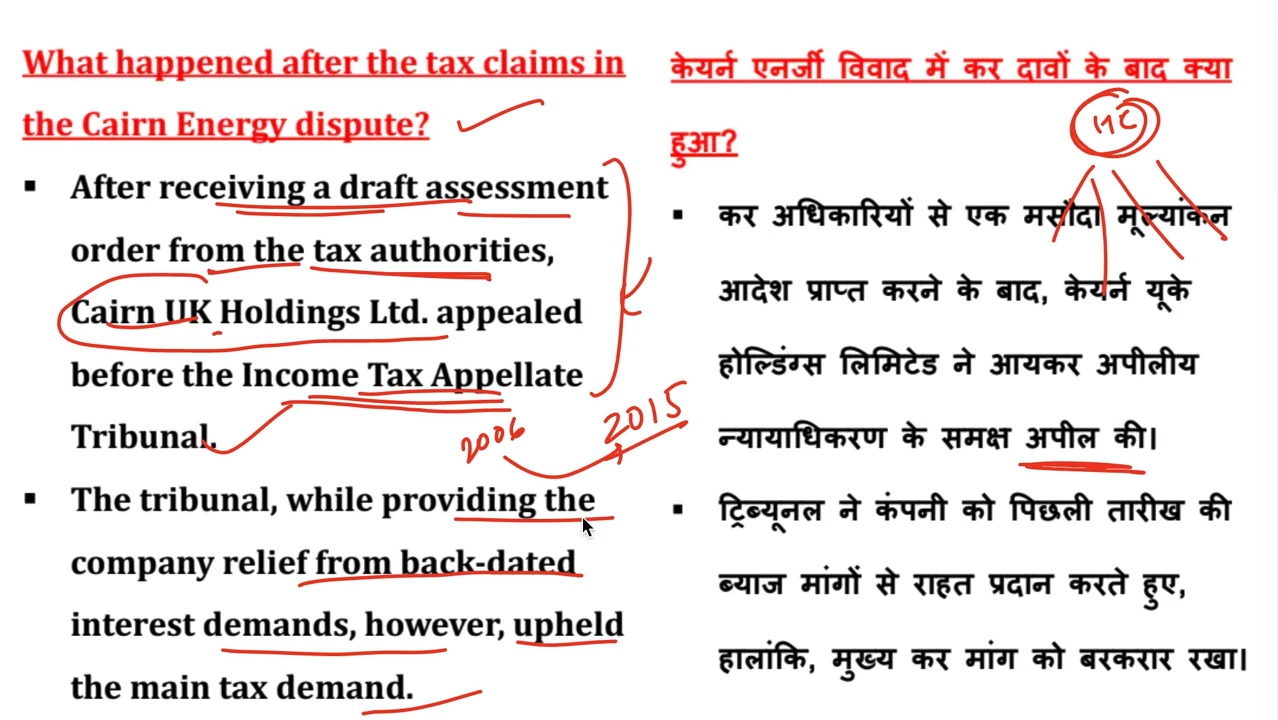 What happened after the tax claims in
the Cairn Energy dispute?
▪ After receiving a draft assessment
order from the tax authorities,
Cairn UK Holdings Ltd. appealed
before the Income Tax Appellate
Tribunal.
2006
2015
▪ The tribunal, while providing the
company relief from back-dated
interest demands, however, upheld
the main tax demand.
केयर्न एनर्जी विवाद में कर दावों के बाद क्या
हुआ?
HC
▪ कर अधिकारियों से एक मसौदा मूल्यांकन
आदेश प्राप्त करने के बाद, केयर्न यूके
होल्डिंग्स लिमिटेड ने आयकर अपीलीय
न्यायाधिकरण के समक्ष अपील की।
▪ ट्रिब्यूनल ने कंपनी को पिछली तारीख की
ब्याज मांगों से राहत प्रदान करते हुए,
हालांकि, मुख्य कर मांग को बरकरार रखा।